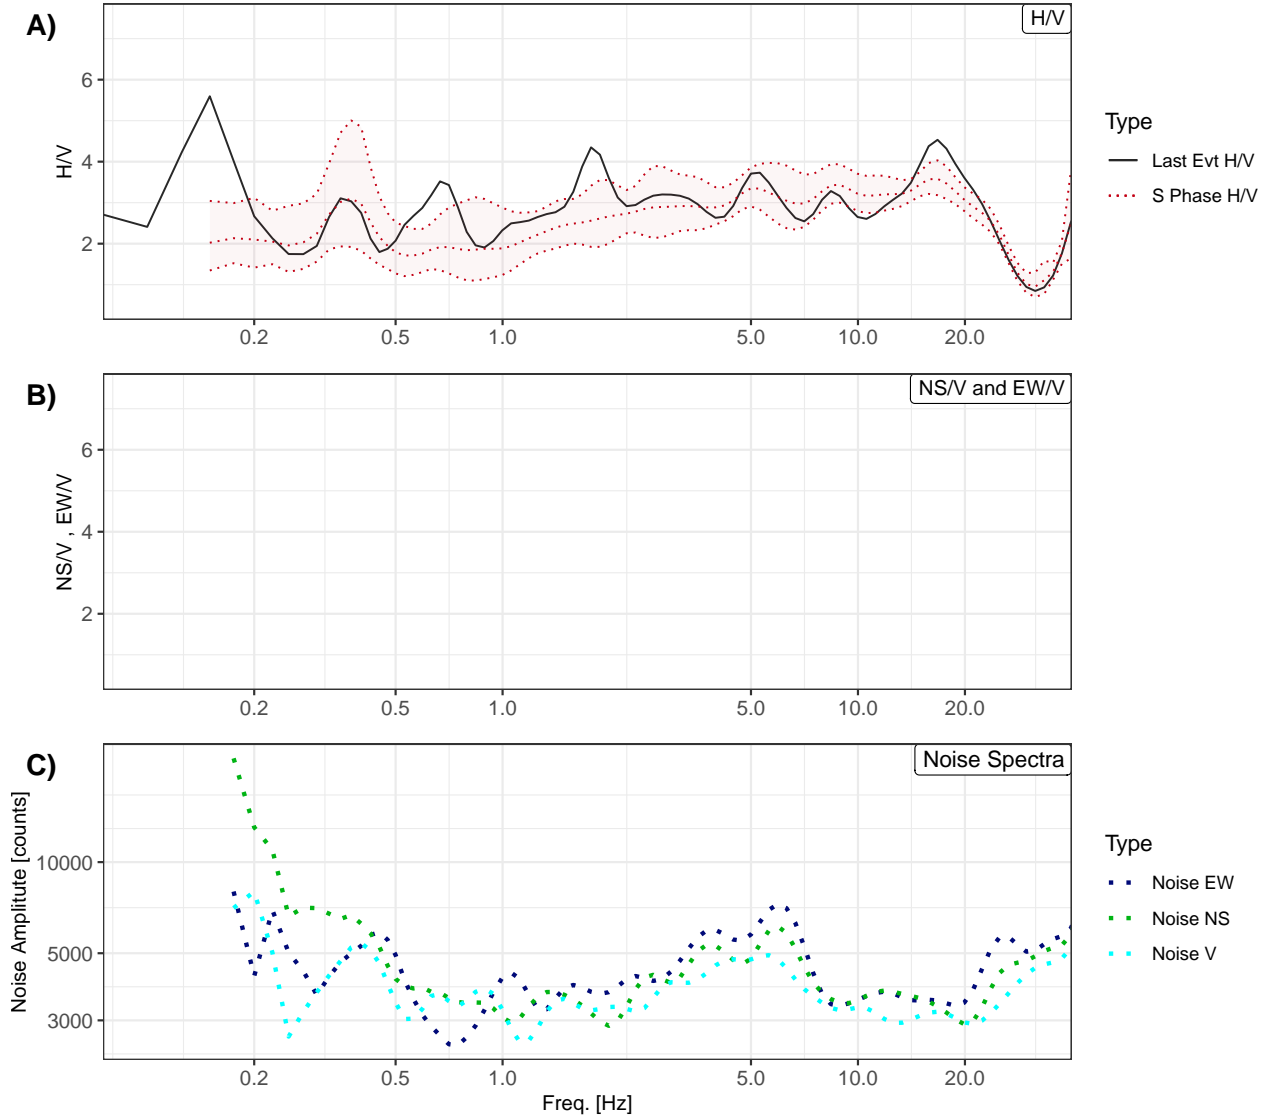 A)
H/V
6
4
2
H/V
0.2 0.5 1.0 5.0 10.0 20.0
Type
Last Evt H/V
S Phase H/V
B)
NS/V and EW/V
6
4
2
NS/V , EW/V
0.2 0.5 1.0 5.0 10.0 20.0
C)
Noise Spectra
10000
5000
3000
Noise Amplitude [counts]
0.2 0.5 1.0 5.0 10.0 20.0
Freq. [Hz]
Type
Noise EW
Noise NS
Noise V